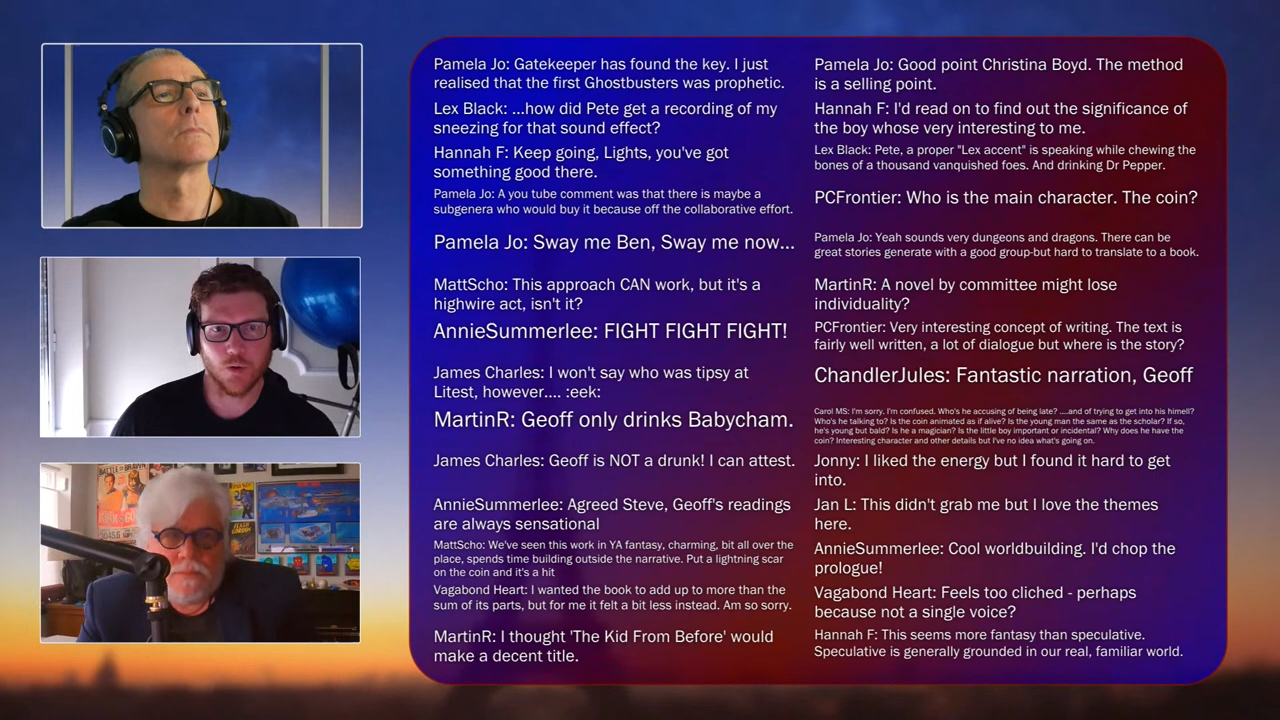 Pamela Jo: Gatekeeper has found the key. I just
realised that the first Ghostbusters was prophetic.
Lex Black: ...how did Pete get a recording of my
sneezing for that sound effect?
Hannah F: Keep going, Lights, you've got
something good there.
Pamela Jo: A you tube comment was that there is maybe a
subgenera who would buy it because off the collaborative effort.
Pamela Jo: Sway me Ben, Sway me now...
MattScho: This approach CAN work, but it's a
highwire act, isn't it?
AnnieSummerlee: FIGHT FIGHT FIGHT!
James Charles: I won't say who was tipsy at
Litest, however.... :eek:
MartinR: Geoff only drinks Babycham.
James Charles: Geoff is NOT a drunk! I can attest.
AnnieSummerlee: Agreed Steve, Geoff's readings
are always sensational
MattScho: We've seen this work in YA fantasy, charming, bit all over the
place, spends time building outside the narrative. Put a lightning scar
on the coin and it's a hit
Vagabond Heart: I wanted the book to add up to more than the
sum of its parts, but for me it felt a bit less instead. Am so sorry.
MartinR: I thought 'The Kid From Before' would
make a decent title.
Pamela Jo: Good point Christina Boyd. The method
is a selling point.
Hannah F: I'd read on to find out the significance of
the boy whose very interesting to me.
Lex Black: Pete, a proper "Lex accent" is speaking while chewing the
bones of a thousand vanquished foes. And drinking Dr Pepper.
PCFrontier: Who is the main character. The coin?
Pamela Jo: Yeah sounds very dungeons and dragons. There can be
great stories generate with a good group-but hard to translate to a book.
MartinR: A novel by committee might lose
individuality?
PCFrontier: Very interesting concept of writing. The text is
fairly well written, a lot of dialogue but where is the story?
ChandlerJules: Fantastic narration, Geoff
Carol MS: I'm sorry. I'm confused. Who's he accusing of being late? ....and of trying to get into his himell?
Who's he talking to? Is the coin animated as if alive? Is the young man the same as the scholar? If so,
he's young but bald? Is he a magician? Is the little boy important or incidental? Why does he have the
coin? Interesting character and other details but I've no idea what's going on.
Jonny: I liked the energy but I found it hard to get
into.
Jan L: This didn't grab me but I love the themes
here.
AnnieSummerlee: Cool worldbuilding. I'd chop the
prologue!
Vagabond Heart: Feels too cliched - perhaps
because not a single voice?
Hannah F: This seems more fantasy than speculative.
Speculative is generally grounded in our real, familiar world.